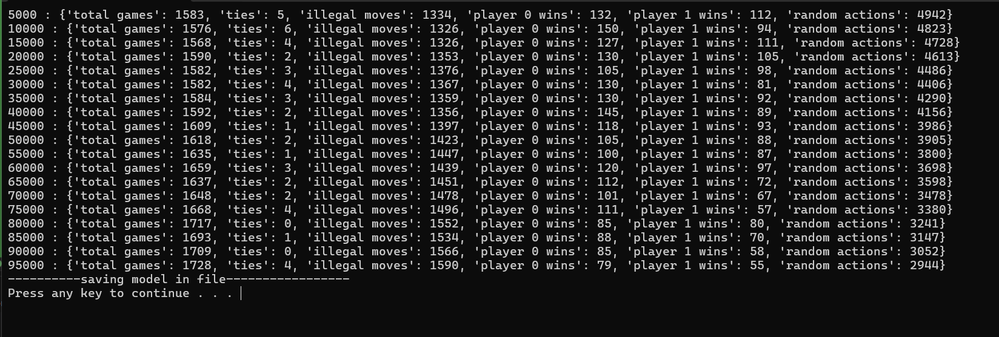 5000 : {'total games': 1583, 'ties': 5, 'illegal moves': 1334, 'player 0 wins': 132, 'player 1 wins': 112, 'random actions': 4942}
10000 : {'total games': 1576, 'ties': 6, 'illegal moves': 1326, 'player 0 wins': 150, 'player 1 wins': 94, 'random actions': 4823}
15000 : {'total games': 1568, 'ties': 4, 'illegal moves': 1326, 'player 0 wins': 127, 'player 1 wins': 111, 'random actions': 4728}
20000 : {'total games': 1590, 'ties': 2, 'illegal moves': 1353, 'player 0 wins': 130, 'player 1 wins': 105, 'random actions': 4613}
25000 : {'total games': 1582, 'ties': 3, 'illegal moves': 1376, 'player 0 wins': 105, 'player 1 wins': 98, 'random actions': 4486}
30000 : {'total games': 1582, 'ties': 4, 'illegal moves': 1367, 'player 0 wins': 130, 'player 1 wins': 81, 'random actions': 4406}
35000 : {'total games': 1584, 'ties': 3, 'illegal moves': 1359, 'player 0 wins': 130, 'player 1 wins': 92, 'random actions': 4290}
40000 : {'total games': 1592, 'ties': 2, 'illegal moves': 1356, 'player 0 wins': 145, 'player 1 wins': 89, 'random actions': 4156}
45000 : {'total games': 1609, 'ties': 1, 'illegal moves': 1397, 'player 0 wins': 118, 'player 1 wins': 93, 'random actions': 3986}
50000 : {'total games': 1618, 'ties': 2, 'illegal moves': 1423, 'player 0 wins': 105, 'player 1 wins': 88, 'random actions': 3905}
55000 : {'total games': 1635, 'ties': 1, 'illegal moves': 1447, 'player 0 wins': 100, 'player 1 wins': 87, 'random actions': 3800}
60000 : {'total games': 1659, 'ties': 3, 'illegal moves': 1439, 'player 0 wins': 120, 'player 1 wins': 97, 'random actions': 3698}
65000 : {'total games': 1637, 'ties': 2, 'illegal moves': 1451, 'player 0 wins': 112, 'player 1 wins': 72, 'random actions': 3598}
70000 : {'total games': 1648, 'ties': 2, 'illegal moves': 1478, 'player 0 wins': 101, 'player 1 wins': 67, 'random actions': 3478}
75000 : {'total games': 1668, 'ties': 4, 'illegal moves': 1496, 'player 0 wins': 111, 'player 1 wins': 57, 'random actions': 3380}
80000 : {'total games': 1717, 'ties': 0, 'illegal moves': 1552, 'player 0 wins': 85, 'player 1 wins': 80, 'random actions': 3241}
85000 : {'total games': 1693, 'ties': 1, 'illegal moves': 1534, 'player 0 wins': 88, 'player 1 wins': 70, 'random actions': 3147}
90000 : {'total games': 1709, 'ties': 0, 'illegal moves': 1566, 'player 0 wins': 85, 'player 1 wins': 58, 'random actions': 3052}
95000 : {'total games': 1728, 'ties': 4, 'illegal moves': 1590, 'player 0 wins': 79, 'player 1 wins': 55, 'random actions': 2944}
----------saving model in file-----------------
Press any key to continue . . .